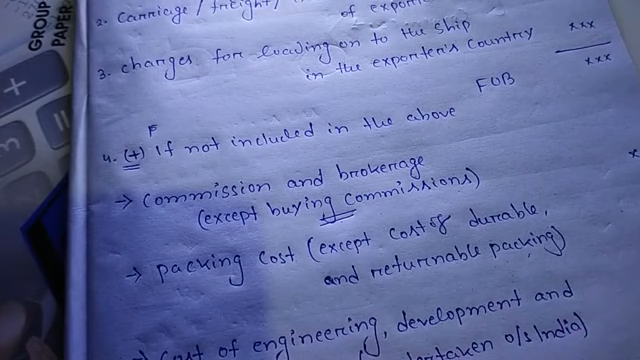 GROUP
PAPER
2. Carriage / freight /
of export
3. charges for loading on to the ship
in the exporter's country xxx
FOB xxx
F
4. (+) If not included in the above
→ Commission and brokerage
(except buying commissions)
→ packing cost (except cost of durable,
and returnable packing)
Cost of engineering, development and
undertaken o/s India)